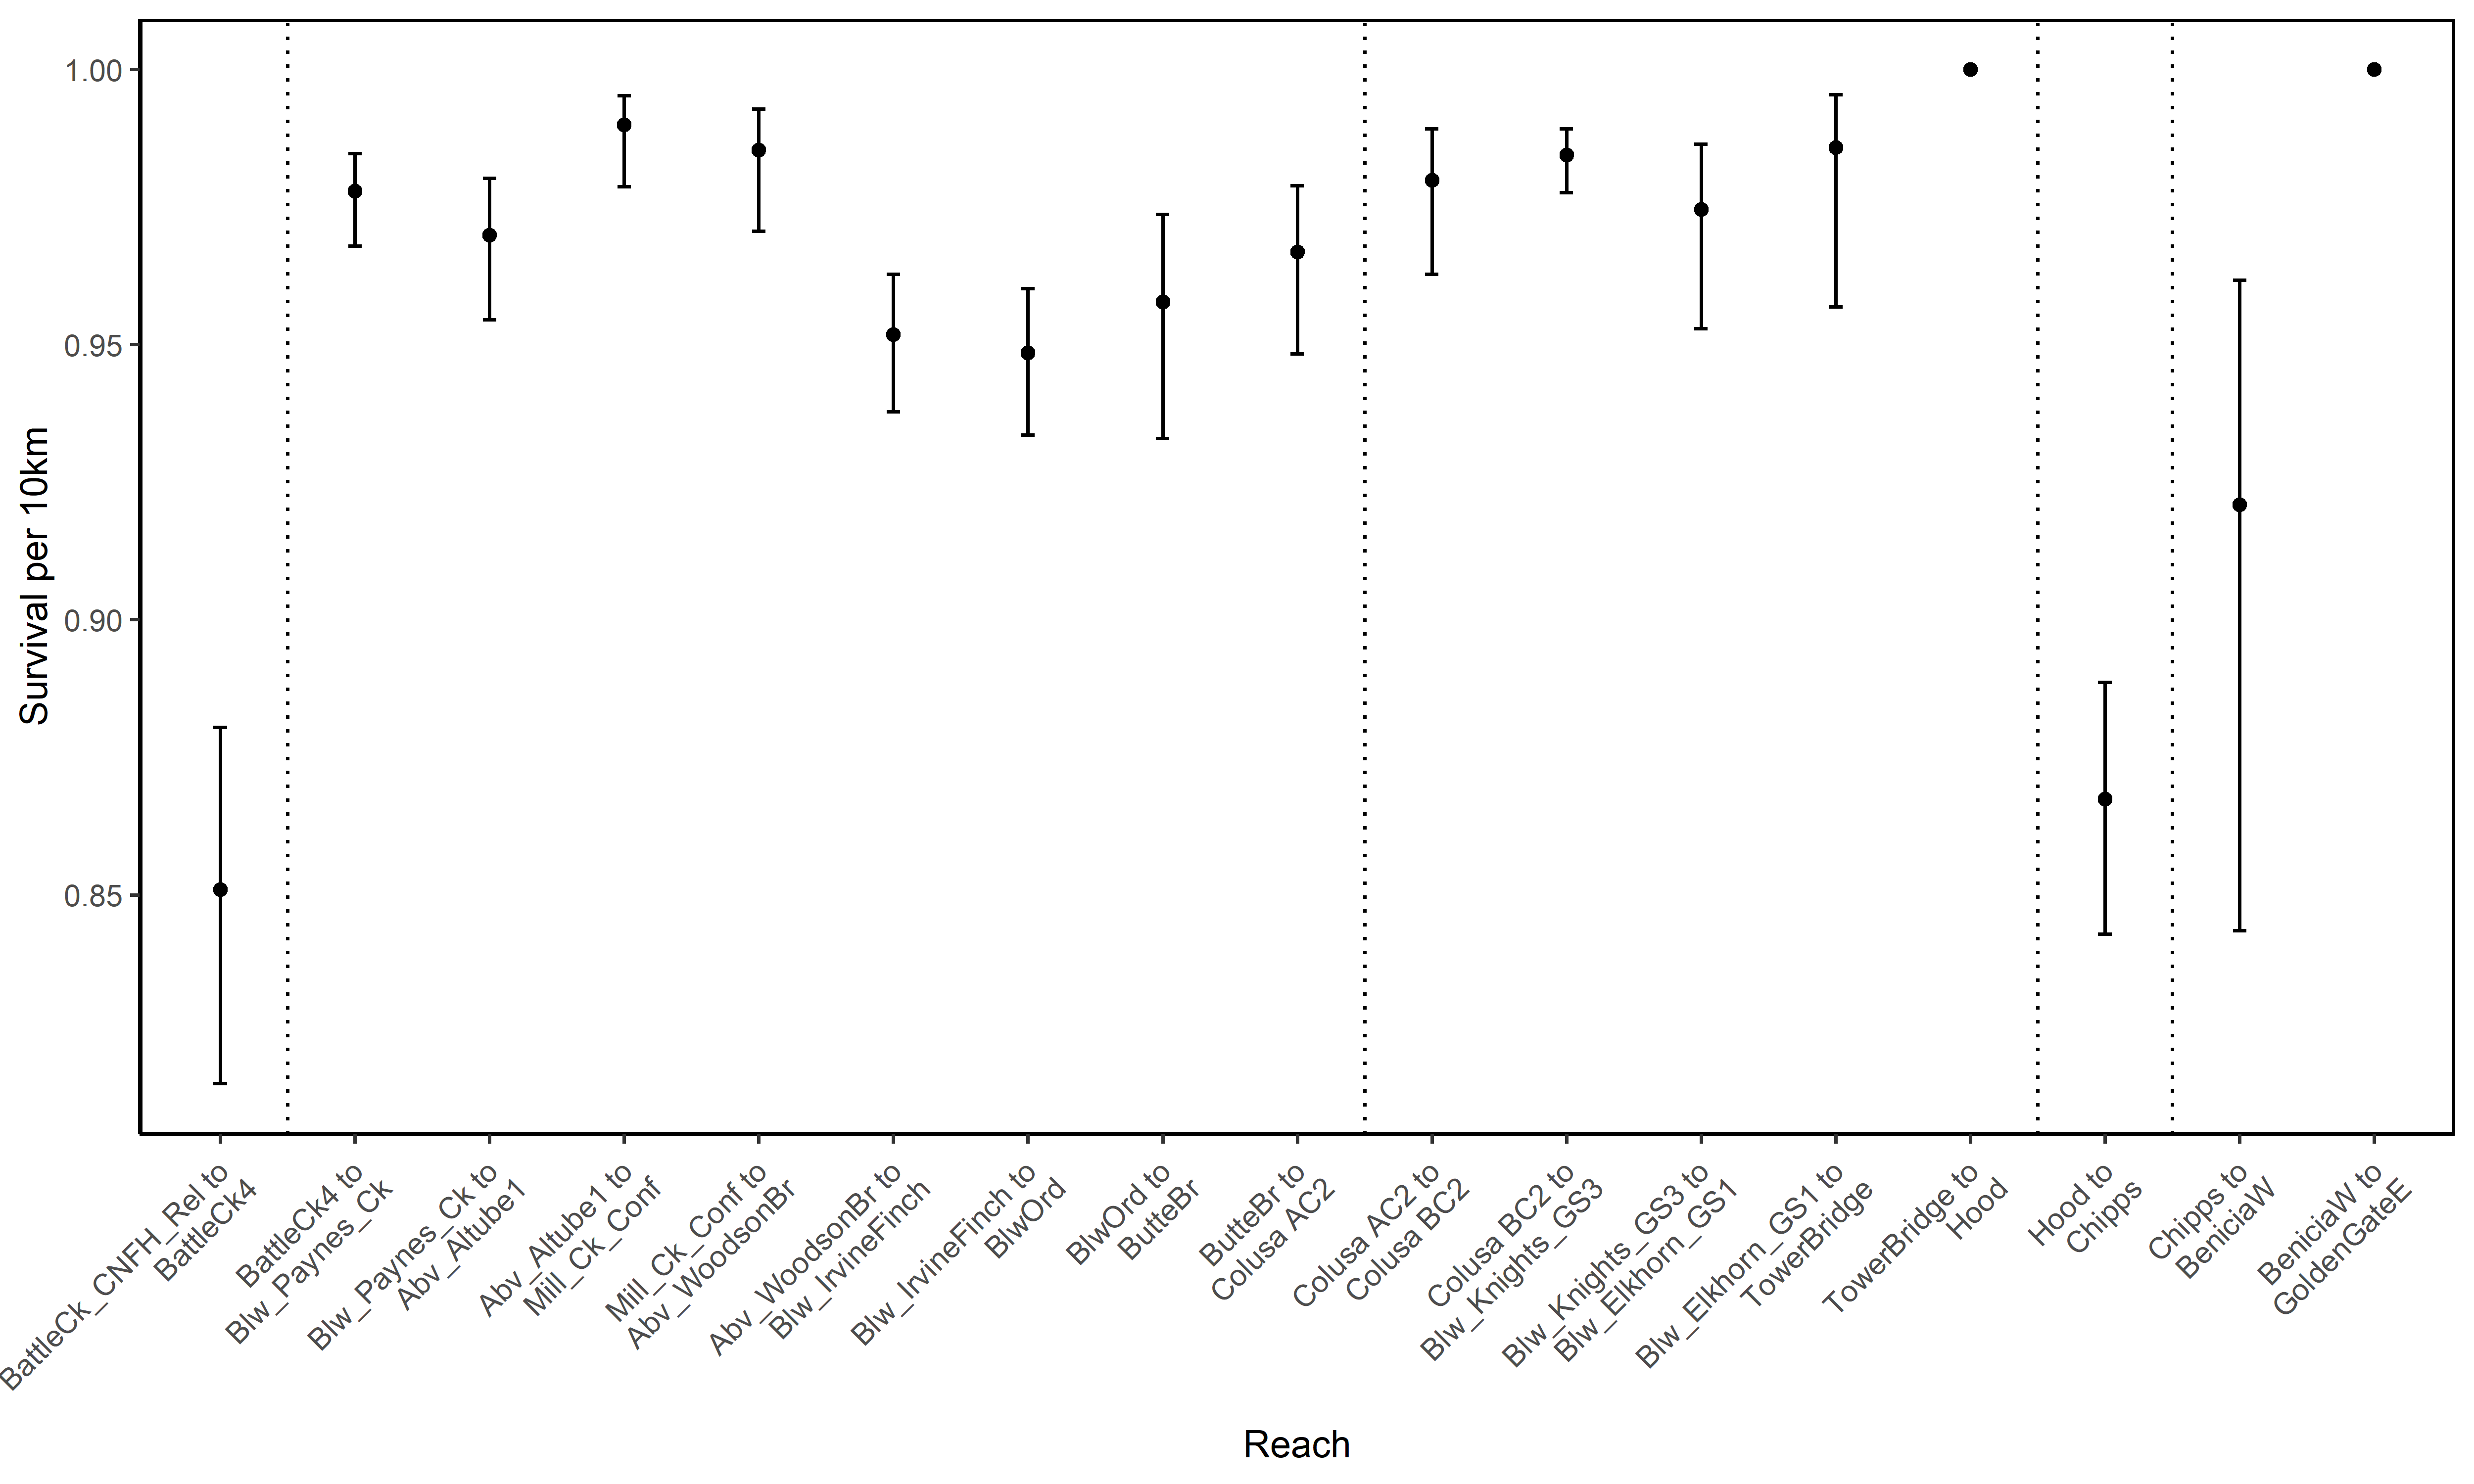 Survival per 10km
1.00
0.95
0.90
0.85
BattleCk_CNFH_Rel to
BattleCk4
BattleCk4 to
Blw_Paynes_Ck
Blw_Paynes_Ck to
Abv_Altube1
Abv_Altube1 to
Mill_Ck_Conf
Mill_Ck_Conf to
Abv_WoodsonBr
Abv_WoodsonBr to
Blw_IrvineFinch
Blw_IrvineFinch to
BlwOrd
BlwOrd to
ButteBr
ButteBr to
Colusa AC2
Colusa AC2 to
Colusa BC2
Colusa BC2 to
Blw_Knights_GS3
Blw_Knights_GS3 to
Blw_Elkhorn_GS1
Blw_Elkhorn_GS1 to
TowerBridge
TowerBridge to
Hood
Hood to
Chipps
Chipps to
BeniciaW
BeniciaW to
GoldenGateE
Reach